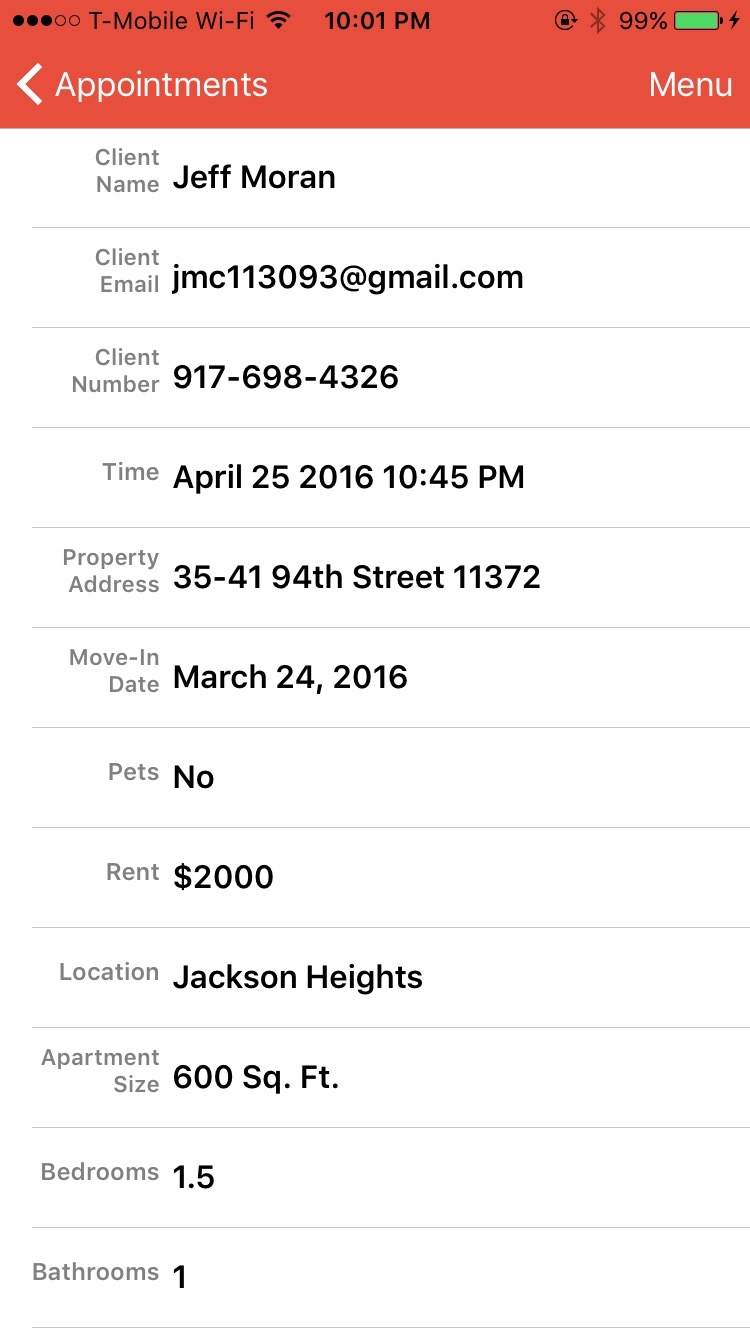 T-Mobile Wi-Fi 10:01 PM 99%
Appointments Menu
Client
Name Jeff Moran
Client
Email jmc113093@gmail.com
Client
Number 917-698-4326
Time April 25 2016 10:45 PM
Property
Address 35-41 94th Street 11372
Move-In
Date March 24, 2016
Pets No
Rent $2000
Location Jackson Heights
Apartment
Size 600 Sq. Ft.
Bedrooms 1.5
Bathrooms 1